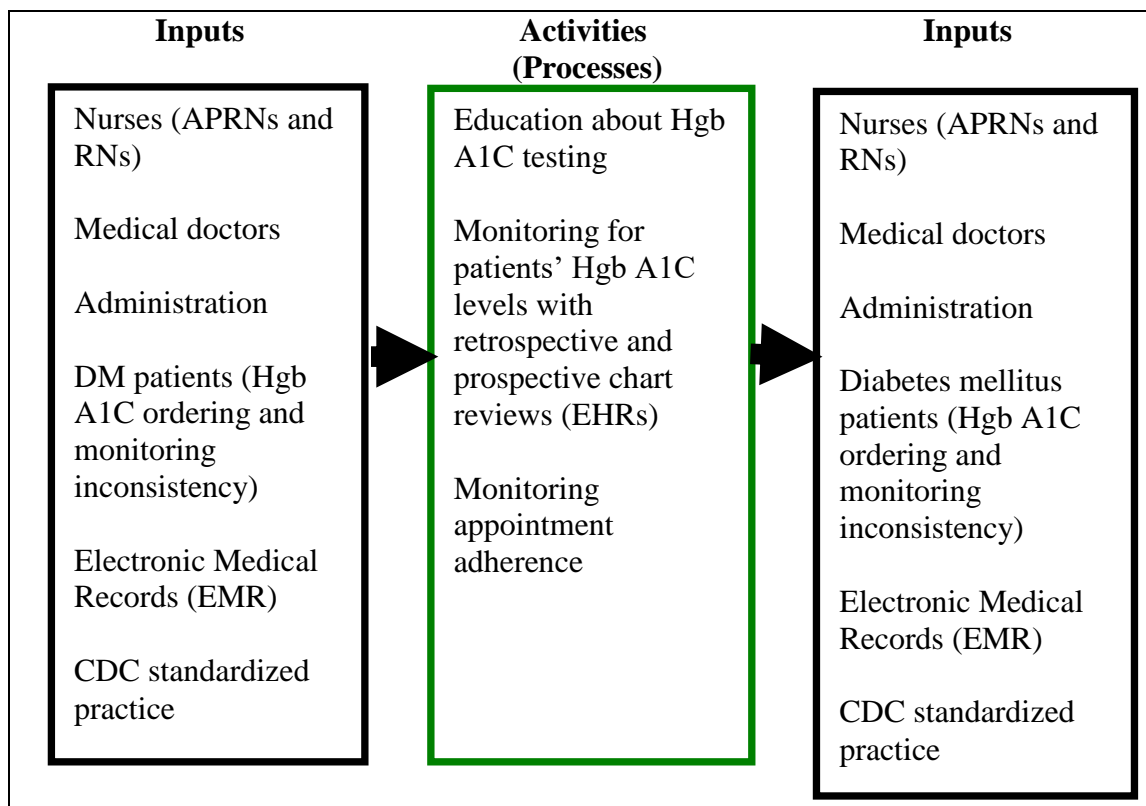 Inputs
Nurses (APRNs and
RNs)
Medical doctors
Administration
DM patients (Hgb
A1C ordering and
monitoring
inconsistency)
Electronic Medical
Records (EMR)
CDC standardized
practice
Activities
(Processes)
Education about Hgb
A1C testing
Monitoring for
patients’ Hgb A1C
levels with
retrospective and
prospective chart
reviews (EHRs)
Monitoring
appointment
adherence
Inputs
Nurses (APRNs and
RNs)
Medical doctors
Administration
Diabetes mellitus
patients (Hgb A1C
ordering and
monitoring
inconsistency)
Electronic Medical
Records (EMR)
CDC standardized
practice